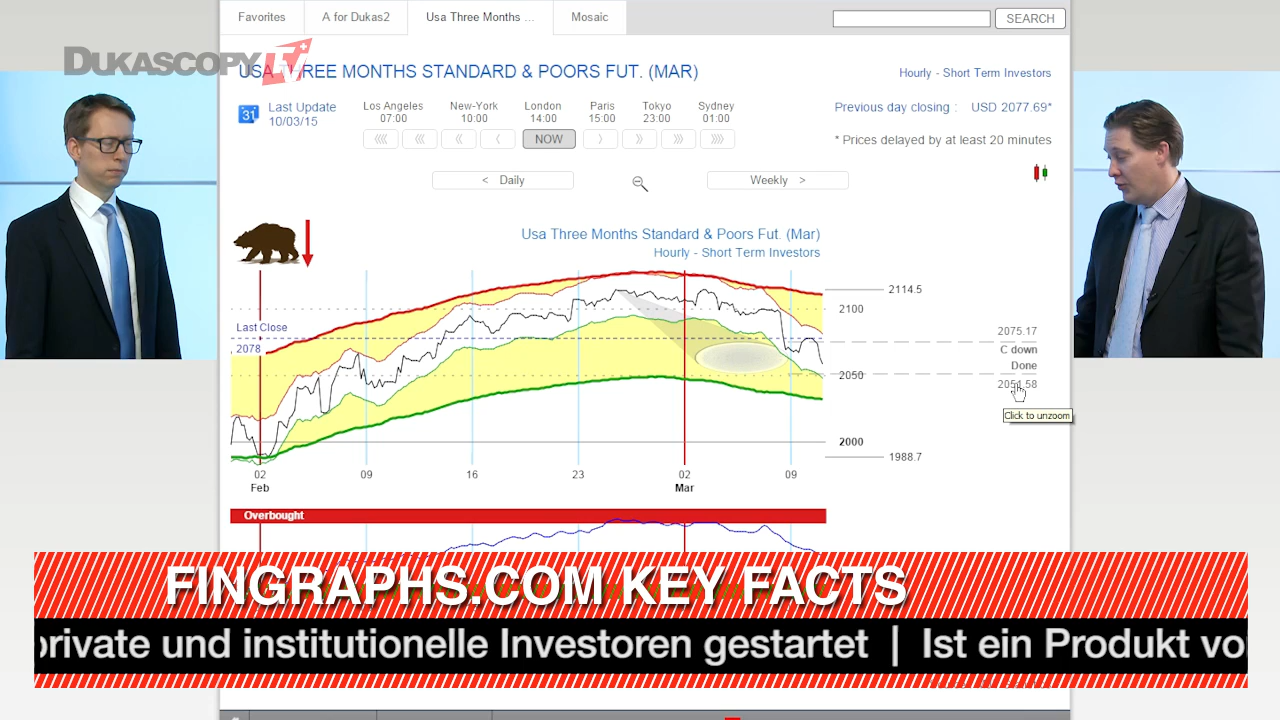 Favorites
A for Dukas2
Usa Three Months ...
Mosaic
SEARCH
DUKASCOPY TV
USA THREE MONTHS STANDARD & POORS FUT. (MAR)
Hourly - Short Term Investors
31
Last Update
10/03/15
Los Angeles
07:00
New-York
10:00
London
14:00
Paris
15:00
Tokyo
23:00
Sydney
01:00
Previous day closing : USD 2077.69*
NOW
* Prices delayed by at least 20 minutes
< Daily
Weekly >
Usa Three Months Standard & Poors Fut. (Mar)
Hourly - Short Term Investors
2114.5
2100
Last Close
2078
2075.17
C down
Done
2050
2054.58
Click to unzoom
2000
1988.7
02
09
16
23
02
09
Feb
Mar
Overbought
FINGRAPHS.COM KEY FACTS
private und institutionelle Investoren gestartet | Ist ein Produkt vo